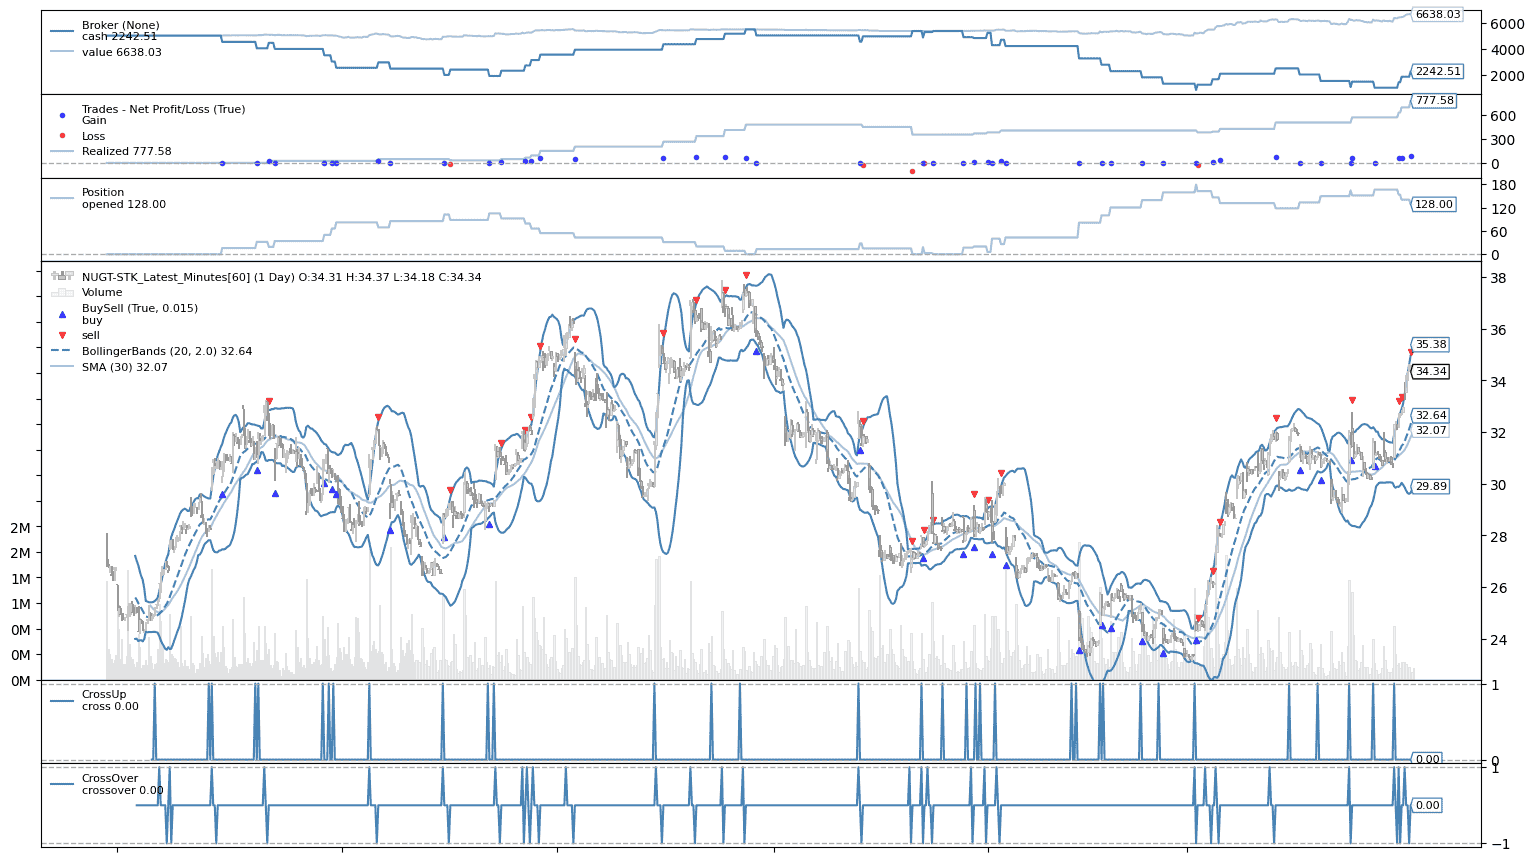 Broker (None)
cash 2242.51
value 6638.03
6638.03
6000
4000
2242.51
2000
Trades - Net Profit/Loss (True)
Gain
Loss
Realized 777.58
777.58
600
300
0
Position
opened 128.00
180
128.00
120
60
0
NUGT-STK_Latest_Minutes[60] (1 Day) O:34.31 H:34.37 L:34.18 C:34.34
Volume
BuySell (True, 0.015)
buy
sell
BollingerBands (20, 2.0) 32.64
SMA (30) 32.07
38
36
35.38
34.34
34
32.64
32.07
32
30
29.89
28
26
24
2M
2M
1M
1M
0M
0M
0M
CrossUp
cross 0.00
1
0
0.00
CrossOver
crossover 0.00
1
0.00
−1